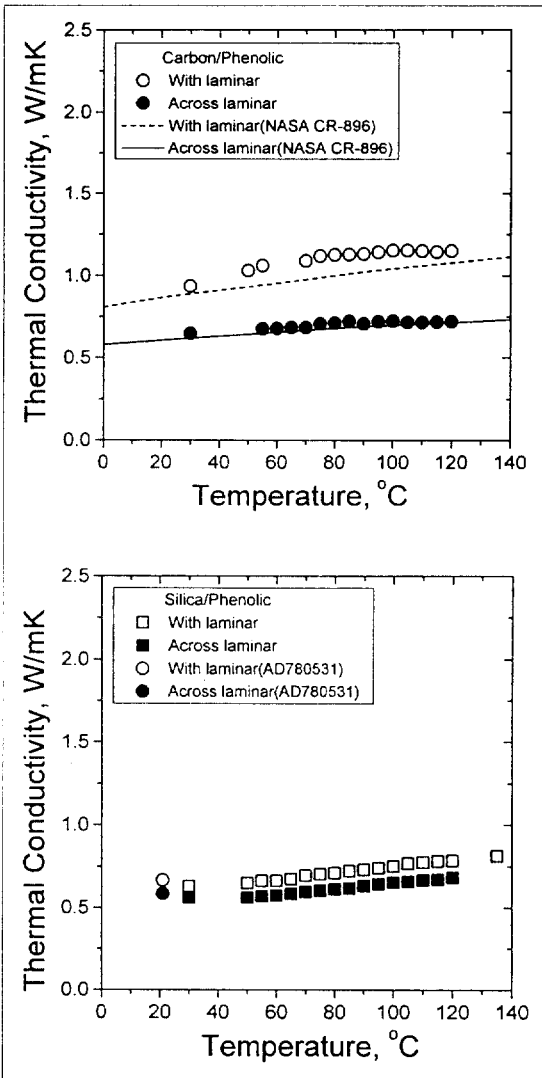 2.5
Carbon/Phenolic
With laminar
Across laminar
With laminar(NASA CR-896)
Across laminar(NASA CR-896)
2.0
1.5
1.0
0.5
0.0
Thermal Conductivity, W/mK
0 20 40 60 80 100 120 140
Temperature, °C
2.5
Silica/Phenolic
With laminar
Across laminar
With laminar(AD780531)
Across laminar(AD780531)
2.0
1.5
1.0
0.5
0.0
Thermal Conductivity, W/mK
0 20 40 60 80 100 120 140
Temperature, °C